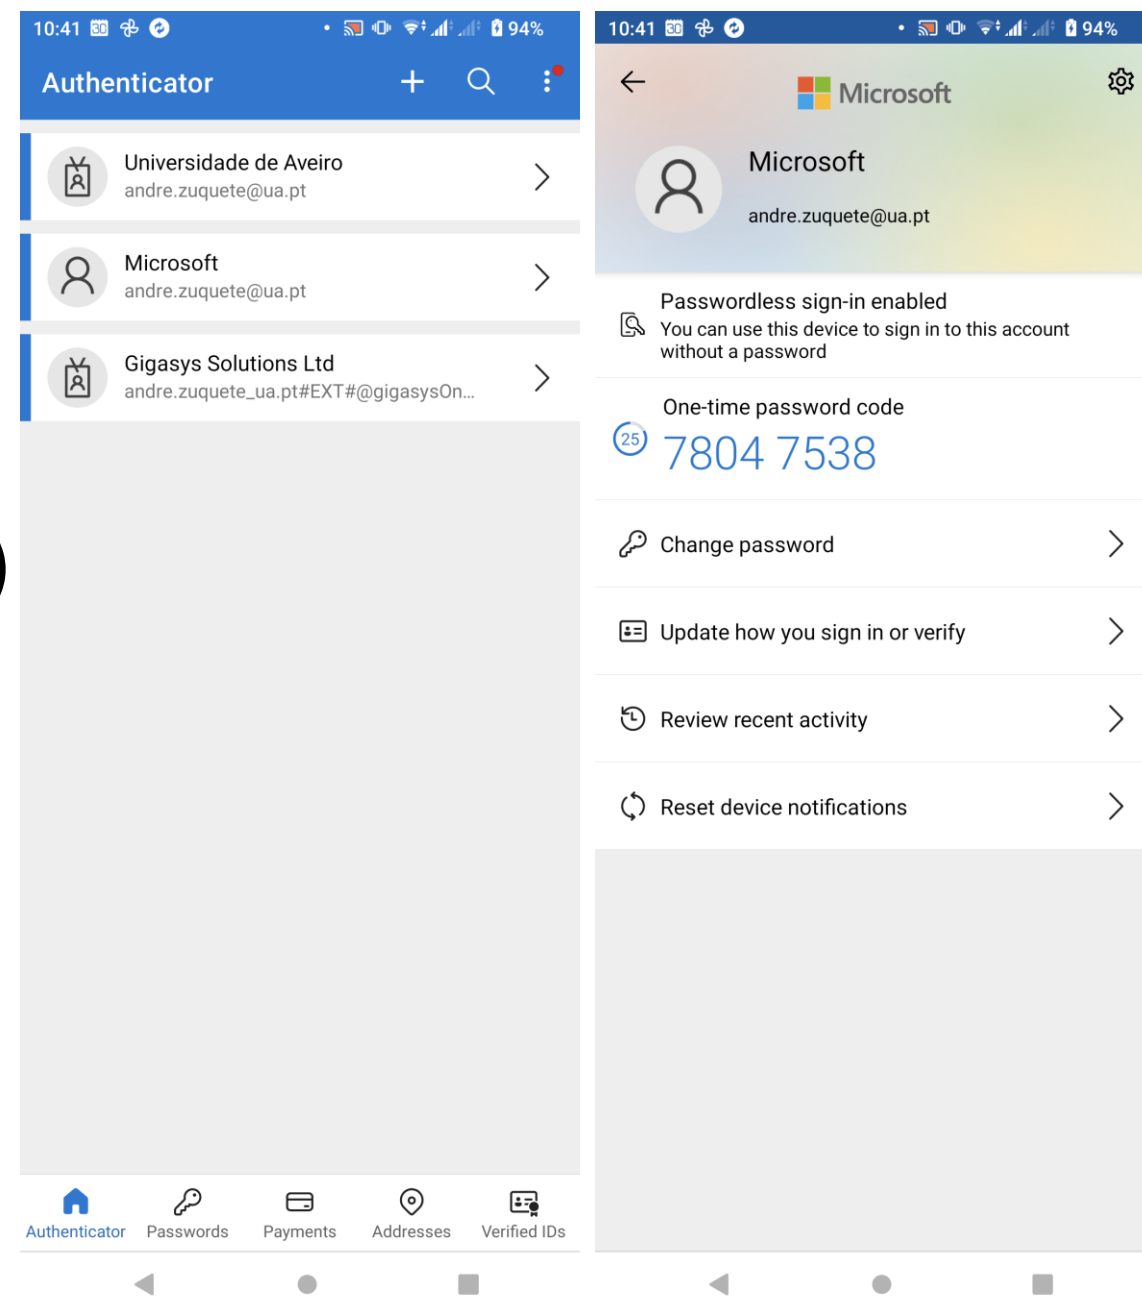 10:41 30 94%
Authenticator
Universidade de Aveiro
andre.zuquete@ua.pt
Microsoft
andre.zuquete@ua.pt
Gigasys Solutions Ltd
andre.zuquete_ua.pt#EXT#@gigasysOn...
Authenticator Passwords Payments Addresses Verified IDs
10:41 30 94%
Microsoft
Microsoft
andre.zuquete@ua.pt
Passwordless sign-in enabled
You can use this device to sign in to this account
without a password
One-time password code
25 7804 7538
Change password
Update how you sign in or verify
Review recent activity
Reset device notifications